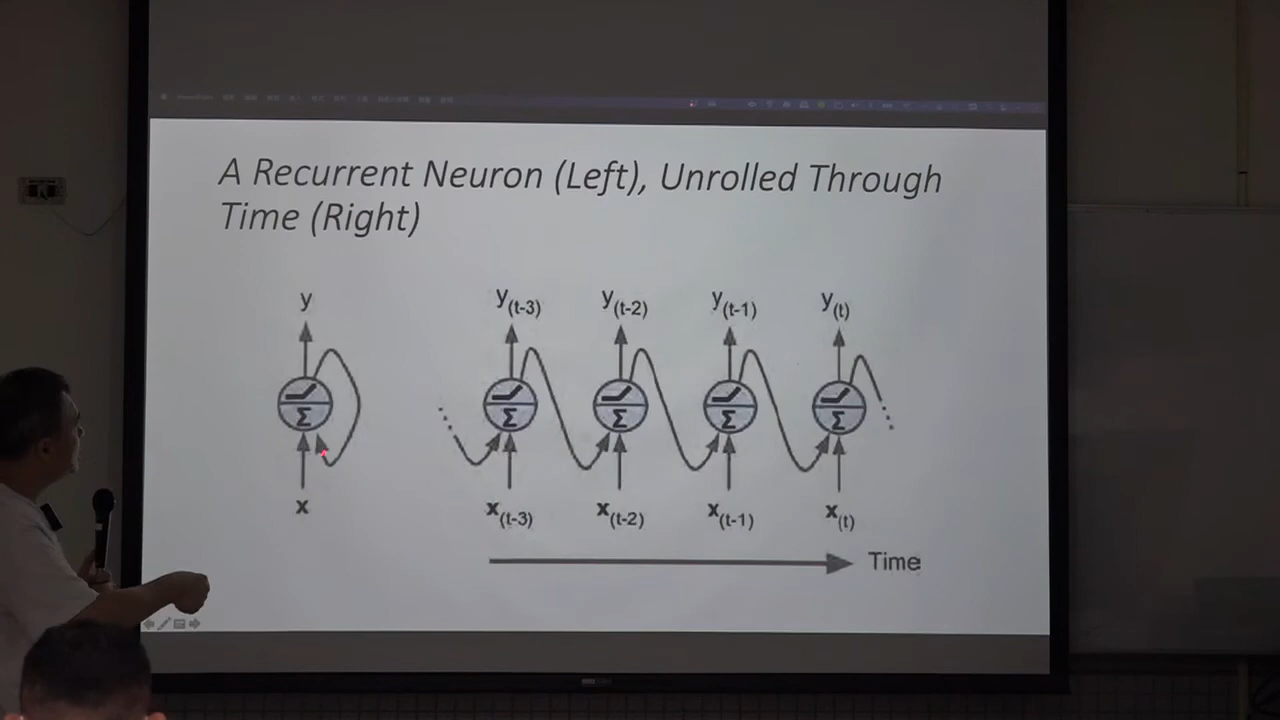 A Recurrent Neuron (Left), Unrolled Through
Time (Right)
y y(t-3) y(t-2) y(t-1) y(t)
Σ Σ Σ Σ Σ
x x(t-3) x(t-2) x(t-1) x(t)
Time